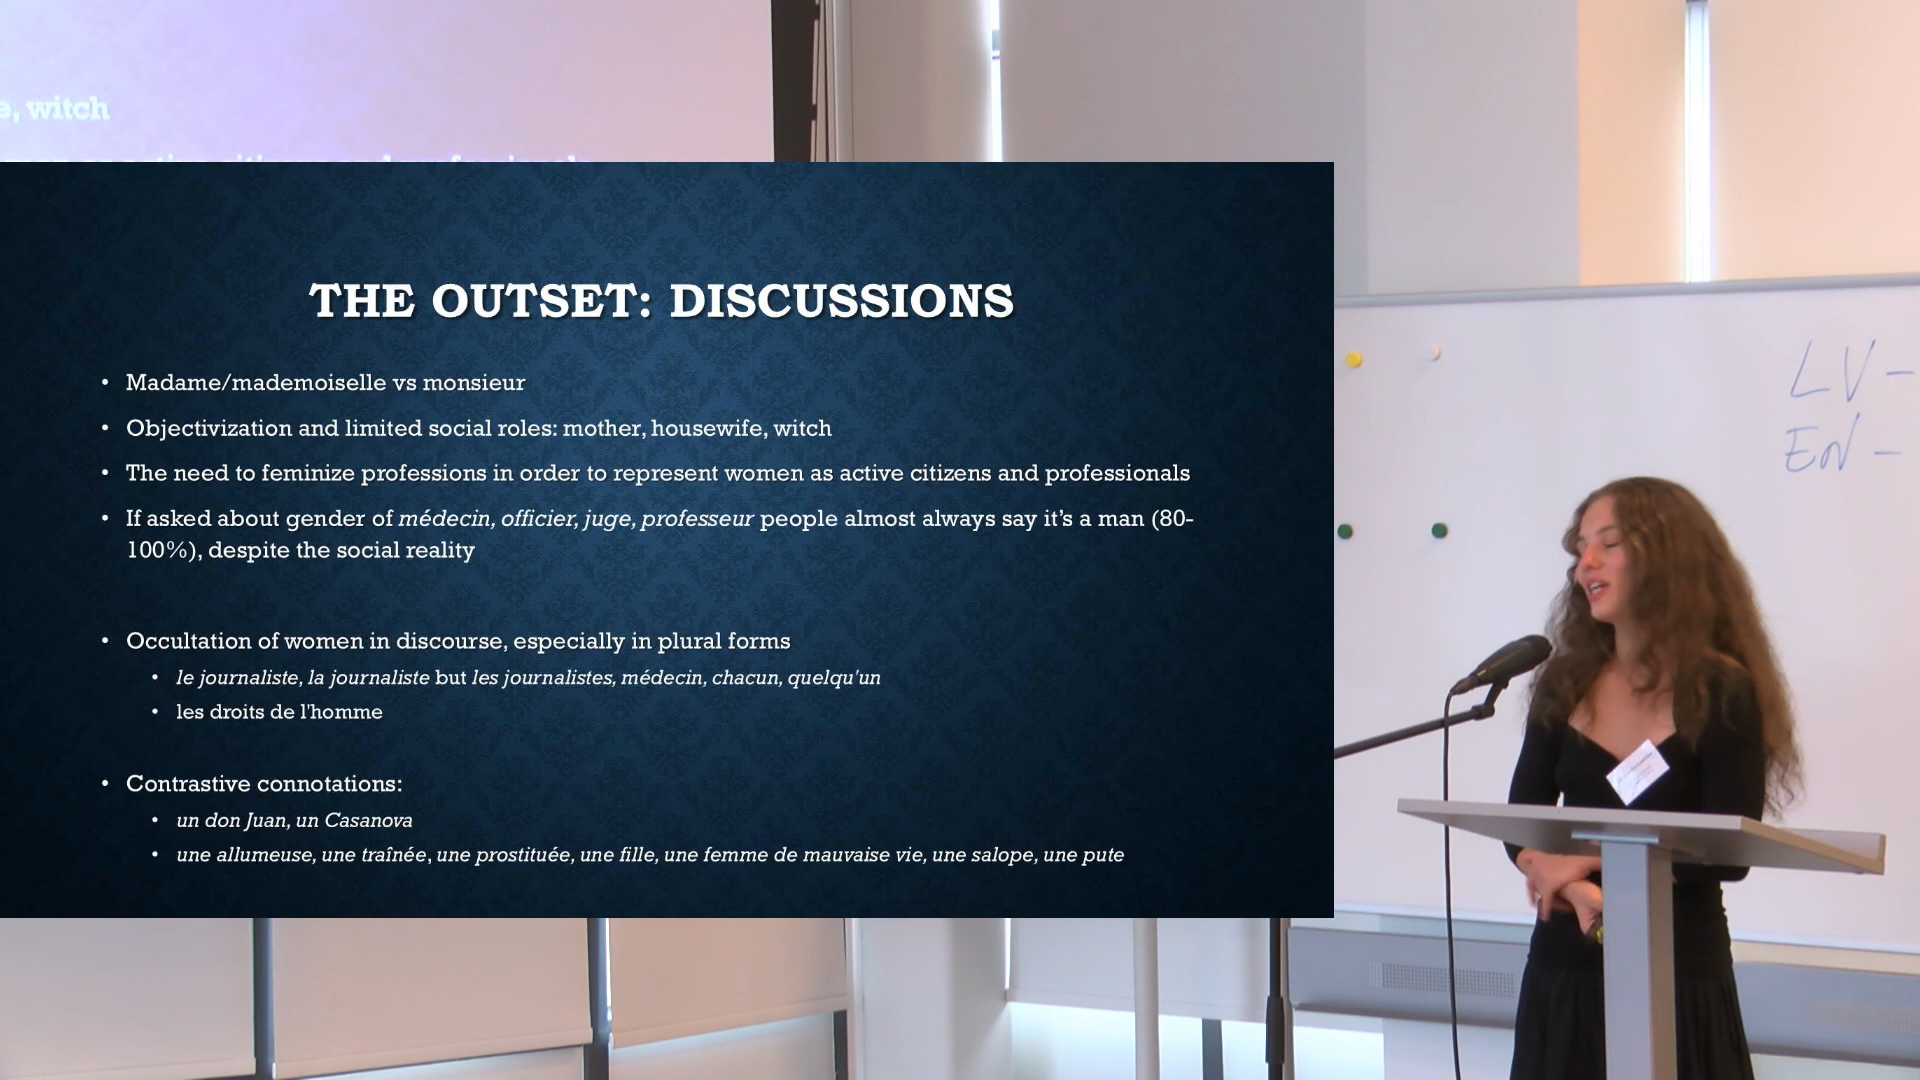 witch
THE OUTSET: DISCUSSIONS
• Madame/mademoiselle vs monsieur
• Objectivization and limited social roles: mother, housewife, witch
• The need to feminize professions in order to represent women as active citizens and professionals
• If asked about gender of médecin, officier, juge, professeur people almost always say it’s a man (80-
100%), despite the social reality
• Occultation of women in discourse, especially in plural forms
• le journaliste, la journaliste but les journalistes, médecin, chacun, quelqu'un
• les droits de l'homme
• Contrastive connotations:
• un don Juan, un Casanova
• une allumeuse, une traînée, une prostituée, une fille, une femme de mauvaise vie, une salope, une pute
LV –
EN –